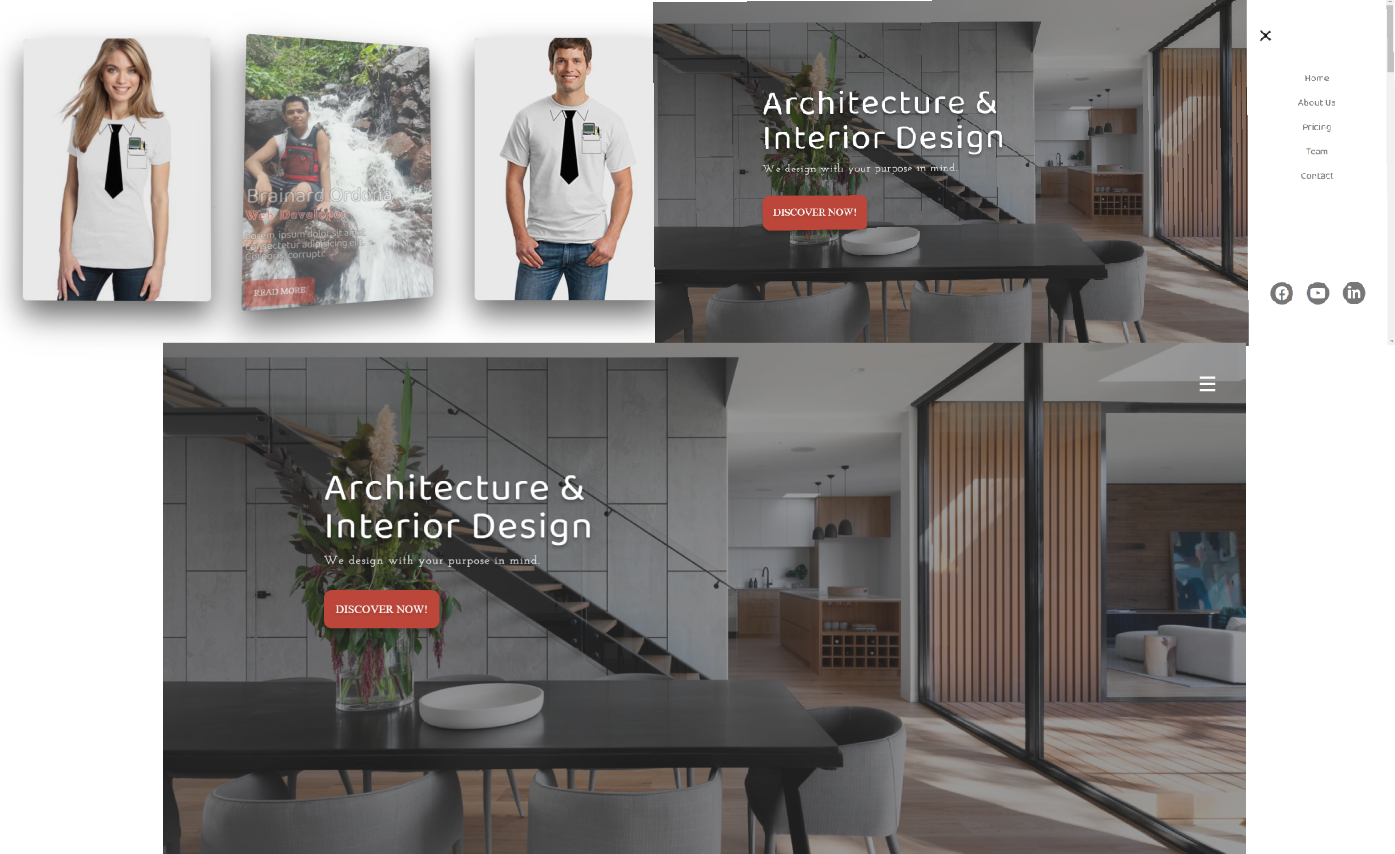 Brainard Ordoña
Web Developer
Lorem, ipsum dolor sit amet
consectetur adipisicing elit.
Corporis, corrupti!
READ MORE
Architecture &
Interior Design
We design with your purpose in mind.
DISCOVER NOW!
Home
About Us
Pricing
Team
Contact
Architecture &
Interior Design
We design with your purpose in mind.
DISCOVER NOW!